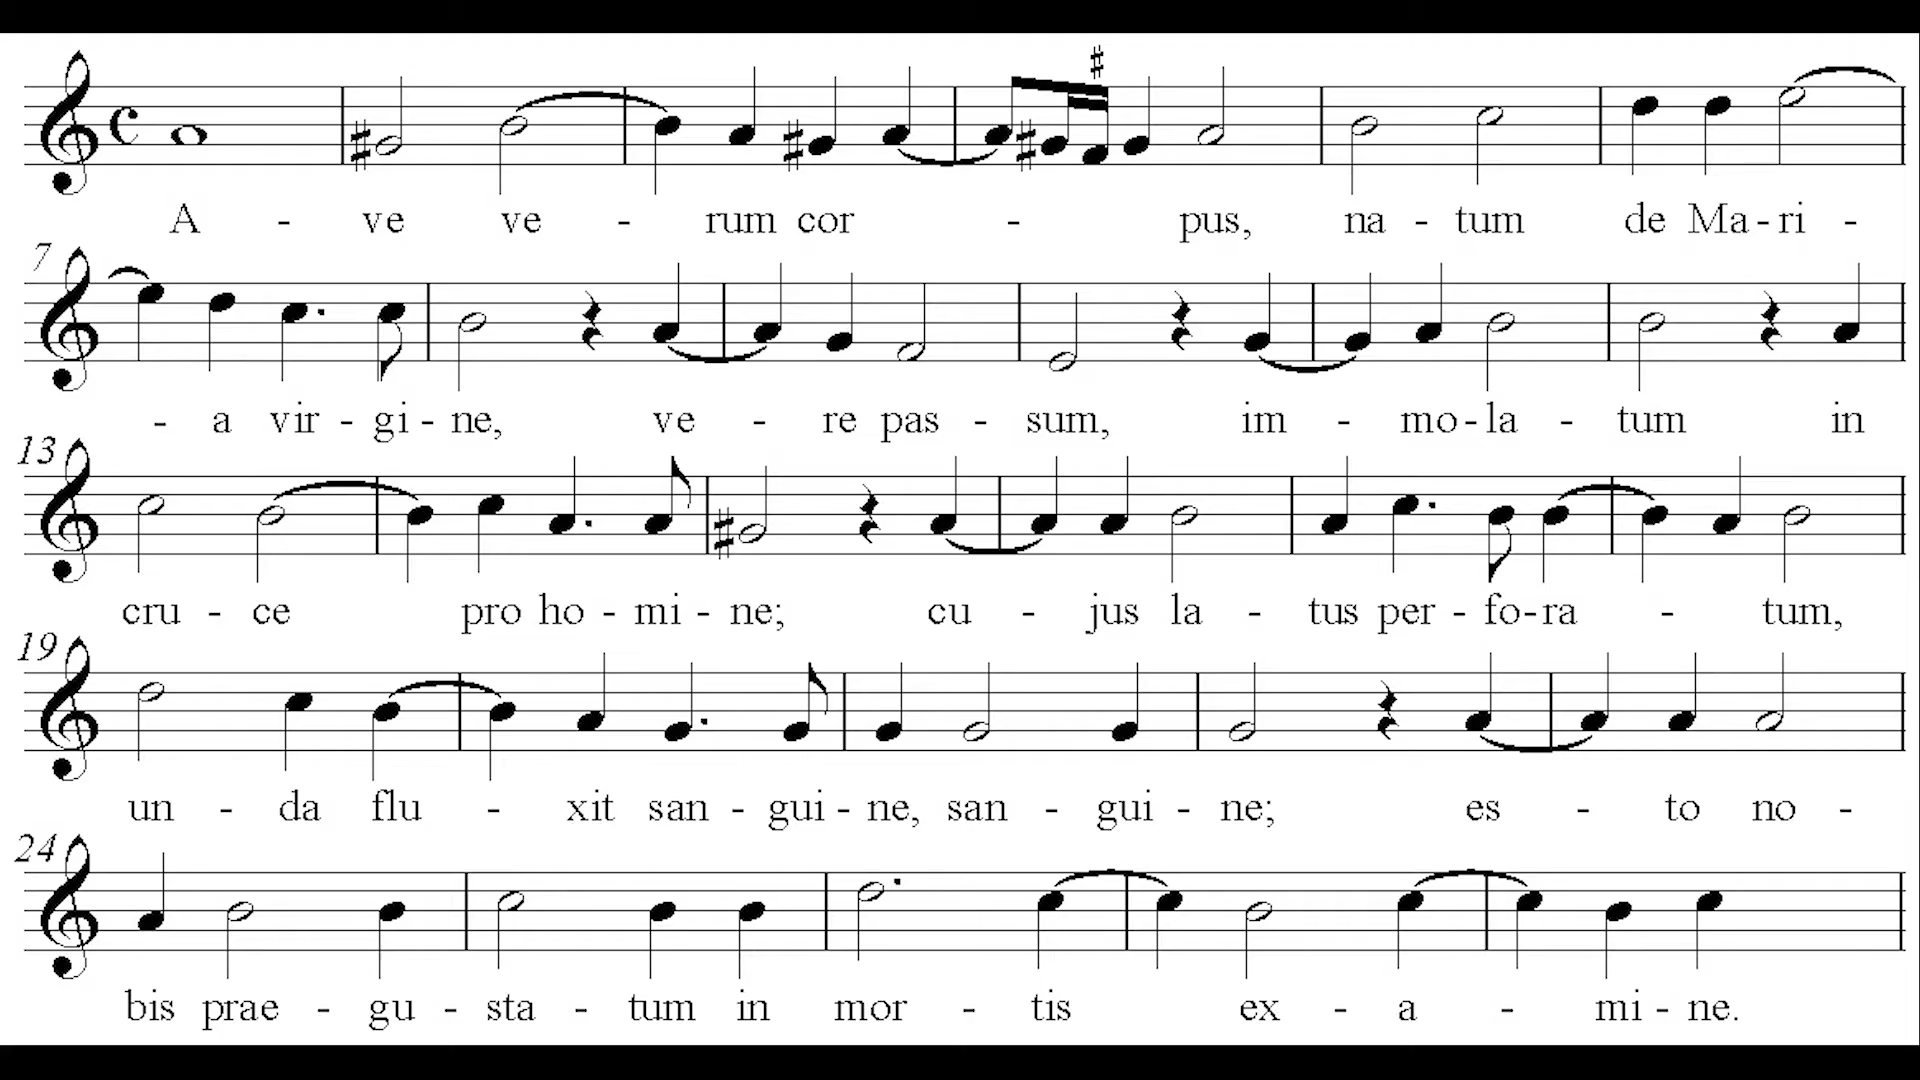 A - ve ve - rum cor - pus, na - tum de Ma - ri -
7
- a vir - gi - ne, ve - re pas - sum, im - mo - la - tum in
13
cru - ce pro ho - mi - ne; cu - jus la - tus per - fo - ra - tum,
19
un - da flu - xit san - gui - ne, san - gui - ne; es - to no -
24
bis prae - gu - sta - tum in mor - tis ex - a - mi - ne.